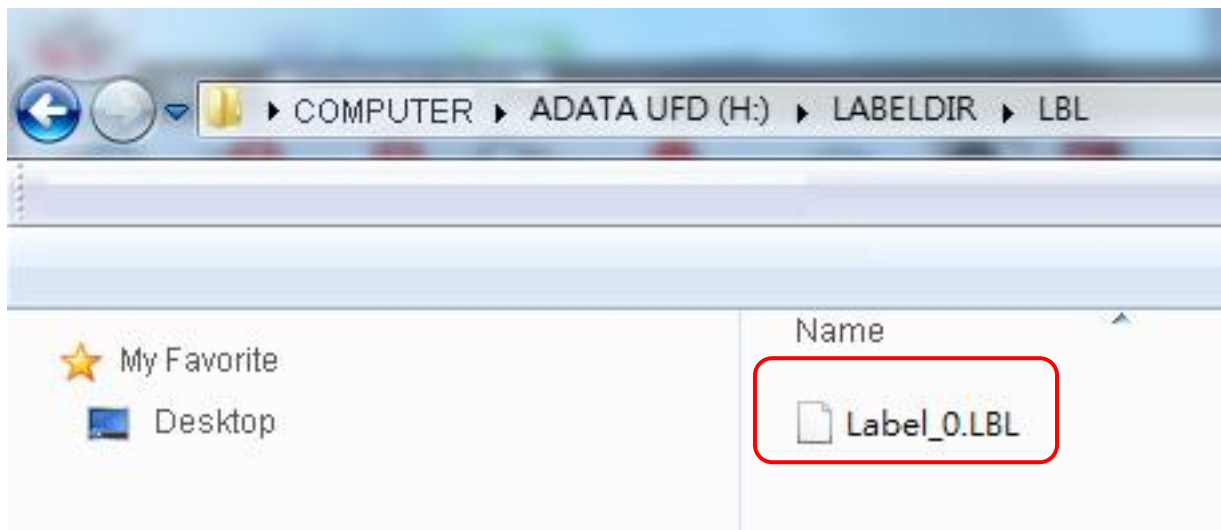 COMPUTER ADATA UFD (H:) LABELDIR LBL
Name
My Favorite
Label_0.LBL
Desktop